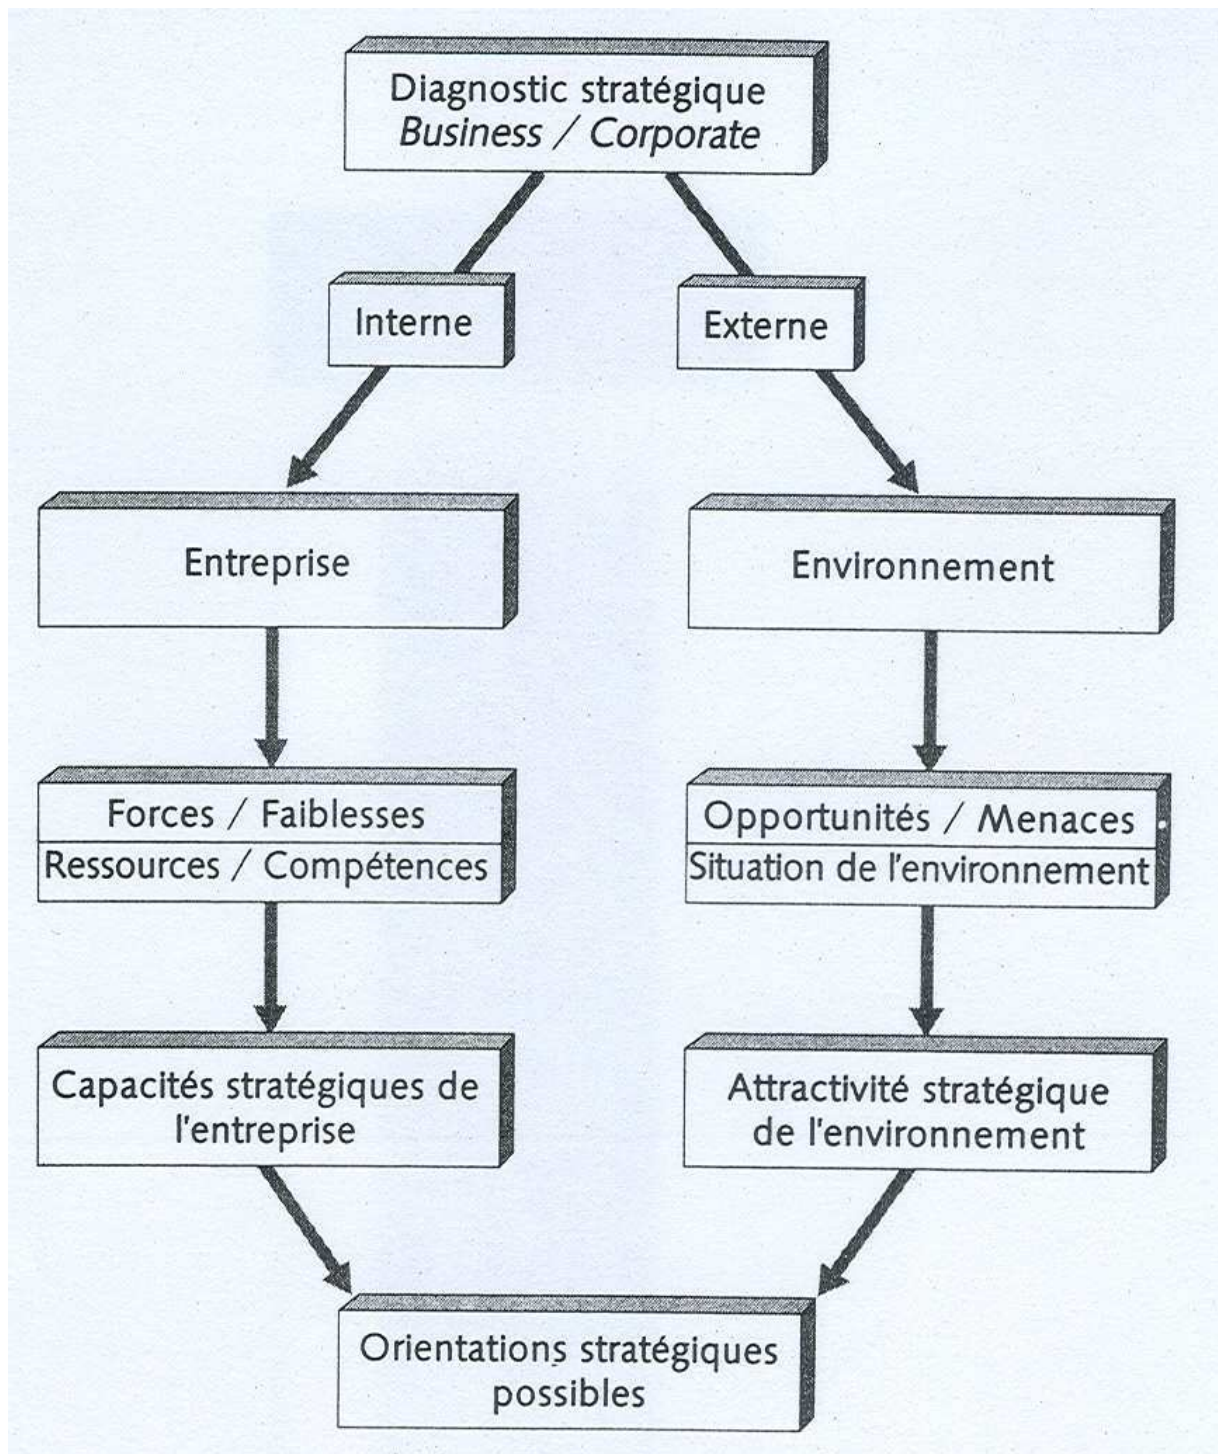 Diagnostic stratégique
Business / Corporate
Interne
Externe
Entreprise
Environnement
Forces / Faiblesses
Ressources / Compétences
Opportunités / Menaces
Situation de l'environnement
Capacités stratégiques de
l'entreprise
Attractivité stratégique
de l'environnement
Orientations stratégiques
possibles